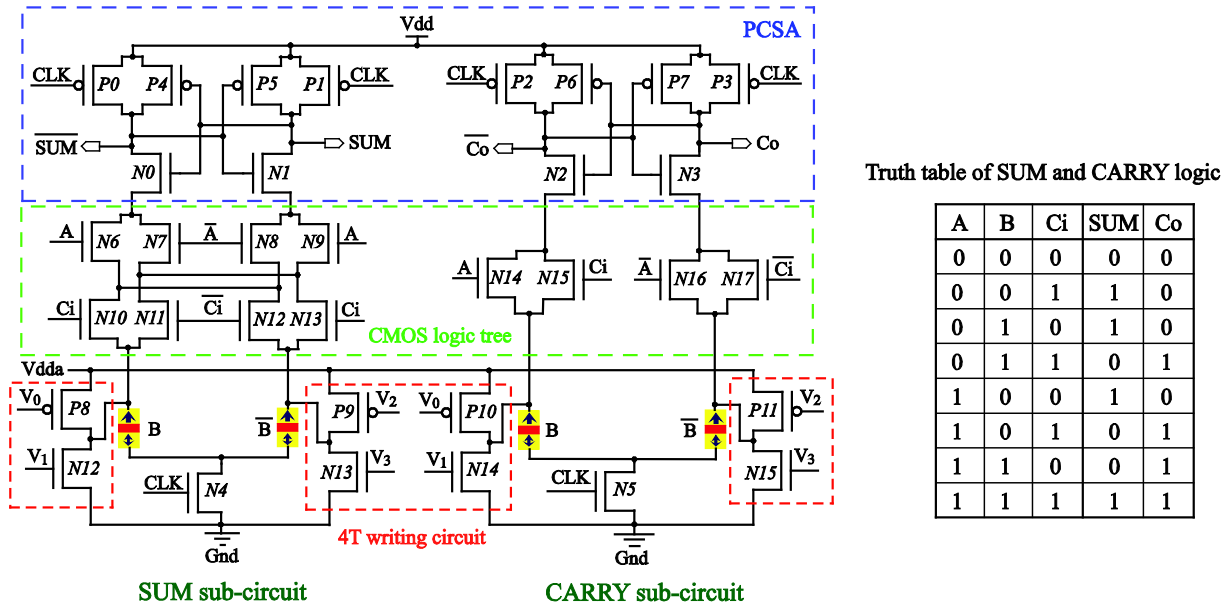 Vdd
PCSA
CLK P0 P4 P5 P1 CLK CLK P2 P6 P7 P3 CLK
S̅U̅M̅ SUM C̅o̅ Co
N0 N1 N2 N3
A N6 N7 A̅ N8 N9 A
A N14 N15 Ci A̅ N16 N17 C̅i̅
Ci N10 N11 C̅i̅ N12 N13 Ci
CMOS logic tree
Vdda
V₀ P8 P9 V₂ V₀ P10 P11 V₂
B B̅ B B̅
V₁ N12 N13 V₃ V₁ N14 N15 V₃
CLK N4 CLK N5
4T writing circuit
Gnd Gnd
SUM sub-circuit CARRY sub-circuit
Truth table of SUM and CARRY logic
A B Ci SUM Co
0 0 0 0 0
0 0 1 1 0
0 1 0 1 0
0 1 1 0 1
1 0 0 1 0
1 0 1 0 1
1 1 0 0 1
1 1 1 1 1